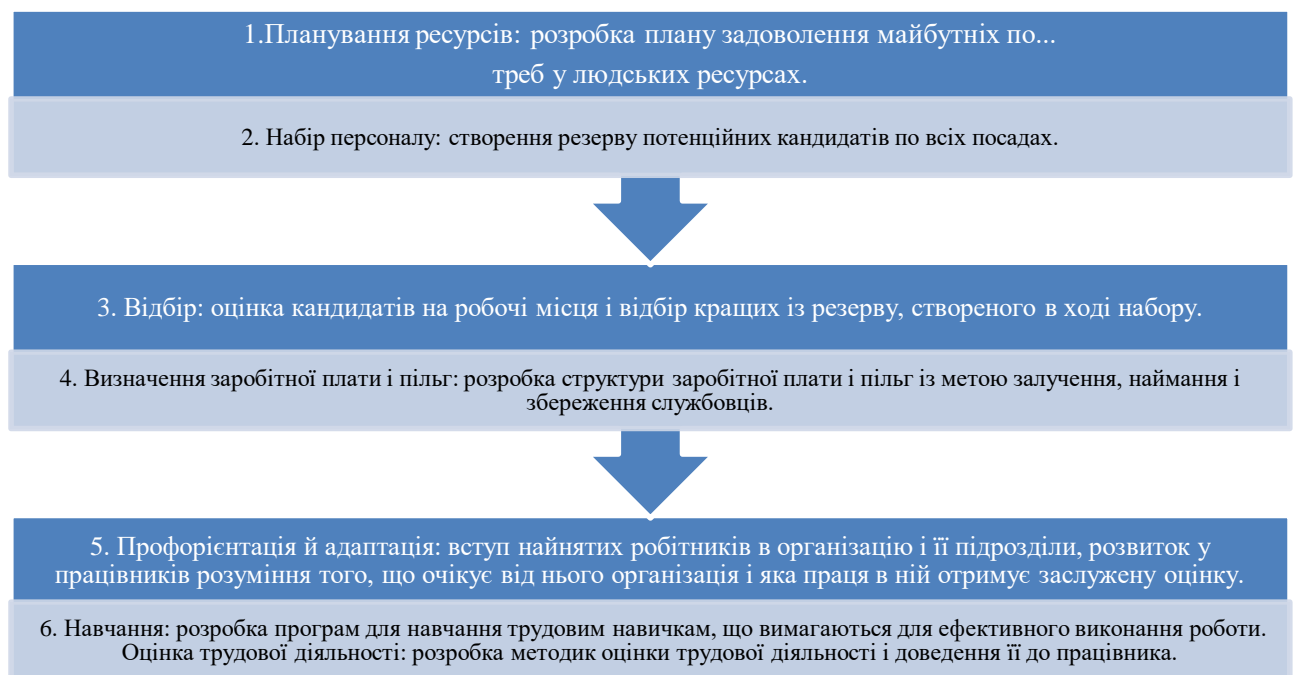 1.Планування ресурсів: розробка плану задоволення майбутніх по...
треб у людських ресурсах.
2. Набір персоналу: створення резерву потенційних кандидатів по всіх посадах.
3. Відбір: оцінка кандидатів на робочі місця і відбір кращих із резерву, створеного в ході набору.
4. Визначення заробітної плати і пільг: розробка структури заробітної плати і пільг із метою залучення, наймання і
збереження службовців.
5. Профорієнтація й адаптація: вступ найнятих робітників в організацію і її підрозділи, розвиток у
працівників розуміння того, що очікує від нього організація і яка праця в ній отримує заслужену оцінку.
6. Навчання: розробка програм для навчання трудовим навичкам, що вимагаються для ефективного виконання роботи.
Оцінка трудової діяльності: розробка методик оцінки трудової діяльності і доведення її до працівника.